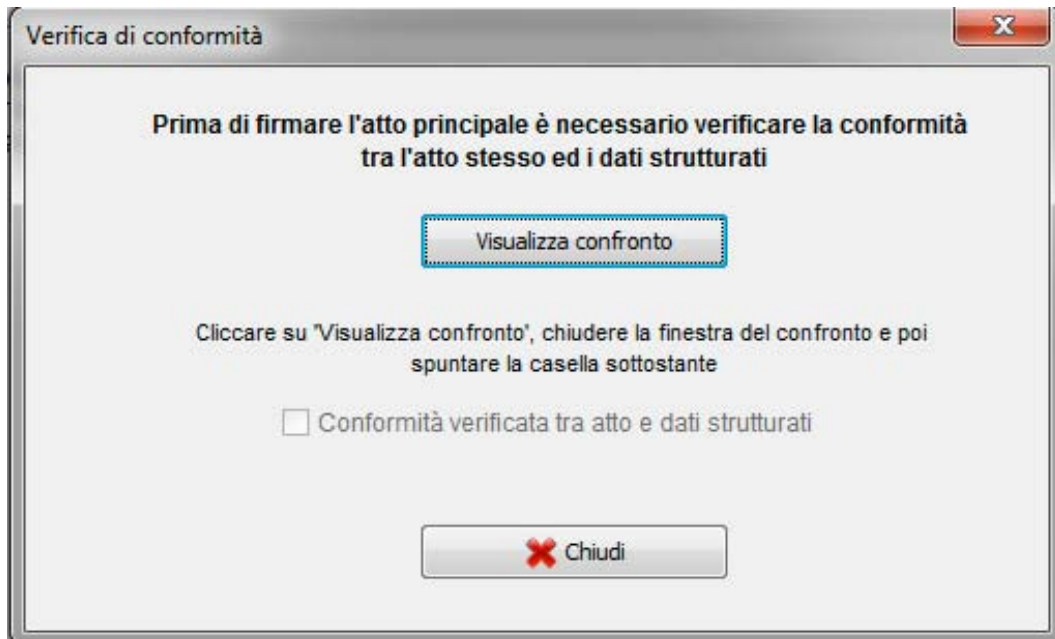 Verifica di conformità
Prima di firmare l'atto principale è necessario verificare la conformità
tra l'atto stesso ed i dati strutturati
Visualizza confronto
Cliccare su 'Visualizza confronto', chiudere la finestra del confronto e poi
spuntare la casella sottostante
Conformità verificata tra atto e dati strutturati
Chiudi